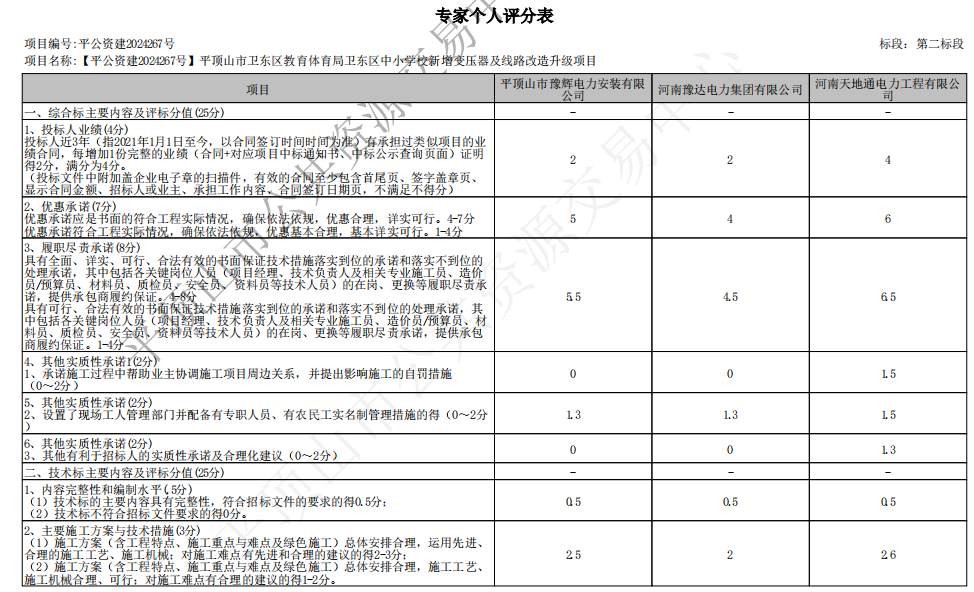 专家个人评分表
项目编号:平公资建2024267号
标段：第二标段
项目名称:【平公资建2024267号】平顶山市卫东区教育体育局卫东区中小学校新增变压器及线路改造升级项目
项目
平顶山市豫辉电力安装有限公司
河南豫达电力集团有限公司
河南天地通电力工程有限公司
一、综合标主要内容及评标分值(25分)
-
-
-
1、投标人业绩(4分)
投标人近3年（指2021年1月1日至今，以合同签订时间时间为准）有承担过类似项目的业
绩合同，每增加1份完整的业绩（合同+对应项目中标通知书、中标公示查询页面）证明
得2分，满分为4分。
（投标文件中附加盖企业电子章的扫描件，有效的合同至少包含首尾页、签字盖章页、
显示合同金额、招标人或业主、承担工作内容、合同签订日期页，不满足不得分）
2
2
4
2、优惠承诺(7分)
优惠承诺应是书面的符合工程实际情况，确保依法依规，优惠合理，详实可行。4-7分
优惠承诺符合工程实际情况，确保依法依规，优惠基本合理，基本详实可行。1-4分
5
4
6
3、履职尽责承诺(8分)
具有全面、详实、可行、合法有效的书面保证技术措施落实到位的承诺和落实不到位的
处理承诺，其中包括各关键岗位人员（项目经理、技术负责人及相关专业施工员、造价
员/预算员、材料员、质检员、安全员、资料员等技术人员）的在岗、更换等履职尽责承
诺，提供承包商履约保证。4-8分
具有可行、合法有效的书面保证技术措施落实到位的承诺和落实不到位的处理承诺，其
中包括各关键岗位人员（项目经理、技术负责人及相关专业施工员、造价员/预算员、材
料员、质检员、安全员、资料员等技术人员）的在岗、更换等履职尽责承诺，提供承包
商履约保证。1-4分
5.5
4.5
6.5
4、其他实质性承诺1(2分)
1、承诺施工过程中帮助业主协调施工项目周边关系，并提出影响施工的自罚措施
（0～2分）
0
0
1.5
5、其他实质性承诺(2分)
2、设置了现场工人管理部门并配备有专职人员、有农民工实名制管理措施的得（0～2分
）
1.3
1.3
1.5
6、其他实质性承诺(2分)
3、其他有利于招标人的实质性承诺及合理化建议（0～2分）
0
0
1.3
二、技术标主要内容及评标分值(25分)
-
-
-
1、内容完整性和编制水平(.5分)
（1）技术标的主要内容具有完整性，符合招标文件的要求的得0.5分；
（2）技术标不符合招标文件要求的得0分。
0.5
0.5
0.5
2、主要施工方案与技术措施(3分)
（1）施工方案（含工程特点、施工重点与难点及绿色施工）总体安排合理，运用先进、
合理的施工工艺、施工机械；对施工难点有先进和合理的建议的得2-3分；
（2）施工方案（含工程特点、施工重点与难点及绿色施工）总体安排合理，施工工艺、
施工机械合理、可行；对施工难点有合理的建议的得1-2分。
2.5
2
2.6
平顶山市公共资源交易中心
平顶山市公共资源交易中心